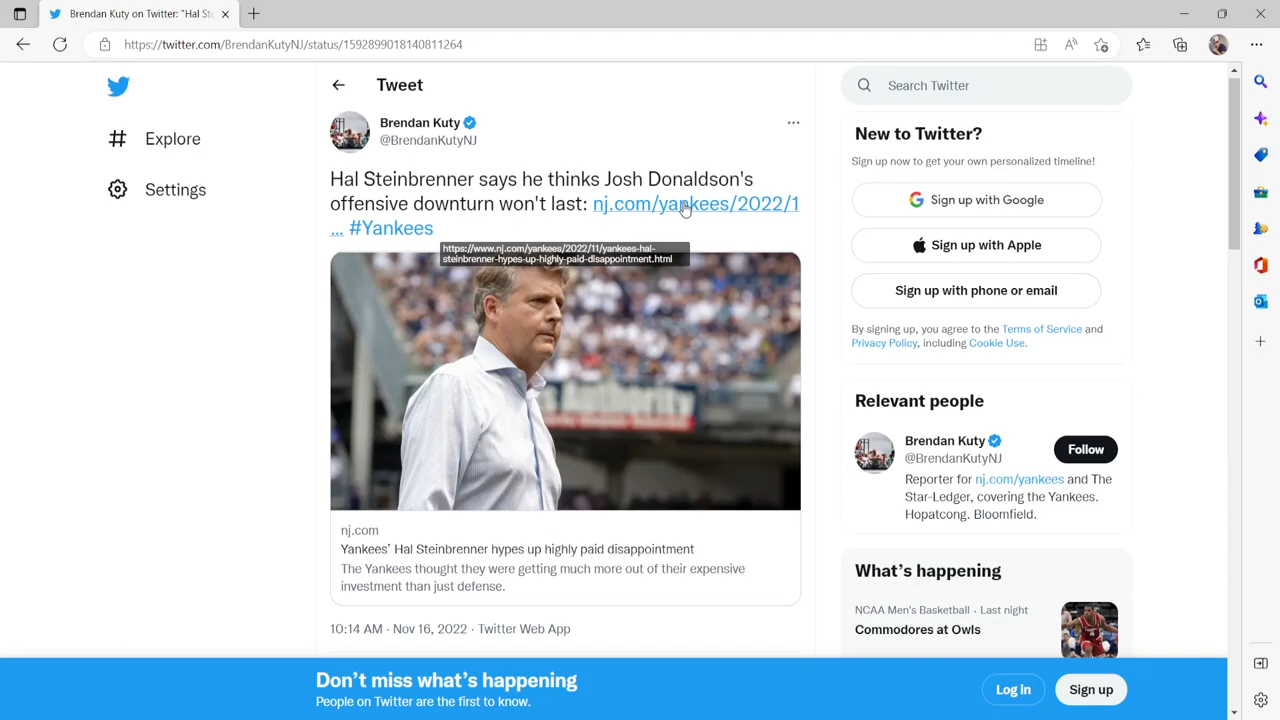 Brendan Kuty on Twitter: "Hal Ste
https://twitter.com/BrendanKutyNJ/status/1592899018140811264
Explore
Settings
Tweet
Brendan Kuty
@BrendanKutyNJ
Hal Steinbrenner says he thinks Josh Donaldson's
offensive downturn won't last: nj.com/yankees/2022/1
... #Yankees
https://www.nj.com/yankees/2022/11/yankees-hal-
steinbrenner-hypes-up-highly-paid-disappointment.html
nj.com
Yankees' Hal Steinbrenner hypes up highly paid disappointment
The Yankees thought they were getting much more out of their expensive
investment than just defense.
10:14 AM · Nov 16, 2022 · Twitter Web App
Search Twitter
New to Twitter?
Sign up now to get your own personalized timeline!
Sign up with Google
Sign up with Apple
Sign up with phone or email
By signing up, you agree to the Terms of Service and
Privacy Policy, including Cookie Use.
Relevant people
Brendan Kuty
@BrendanKutyNJ
Follow
Reporter for nj.com/yankees and The
Star-Ledger, covering the Yankees.
Hopatcong. Bloomfield.
What's happening
NCAA Men's Basketball · Last night
Commodores at Owls
Don't miss what's happening
People on Twitter are the first to know.
Log in
Sign up